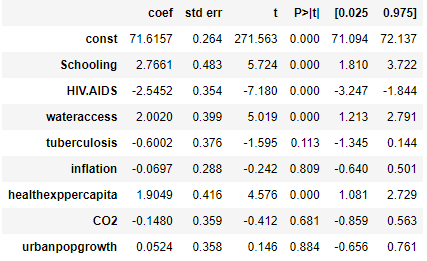 coef std err t P>|t| [0.025 0.975]
const 71.6157 0.264 271.563 0.000 71.094 72.137
Schooling 2.7661 0.483 5.724 0.000 1.810 3.722
HIV.AIDS -2.5452 0.354 -7.180 0.000 -3.247 -1.844
wateraccess 2.0020 0.399 5.019 0.000 1.213 2.791
tuberculosis -0.6002 0.376 -1.595 0.113 -1.345 0.144
inflation -0.0697 0.288 -0.242 0.809 -0.640 0.501
healthexppercapita 1.9049 0.416 4.576 0.000 1.081 2.729
CO2 -0.1480 0.359 -0.412 0.681 -0.859 0.563
urbanpopgrowth 0.0524 0.358 0.146 0.884 -0.656 0.761